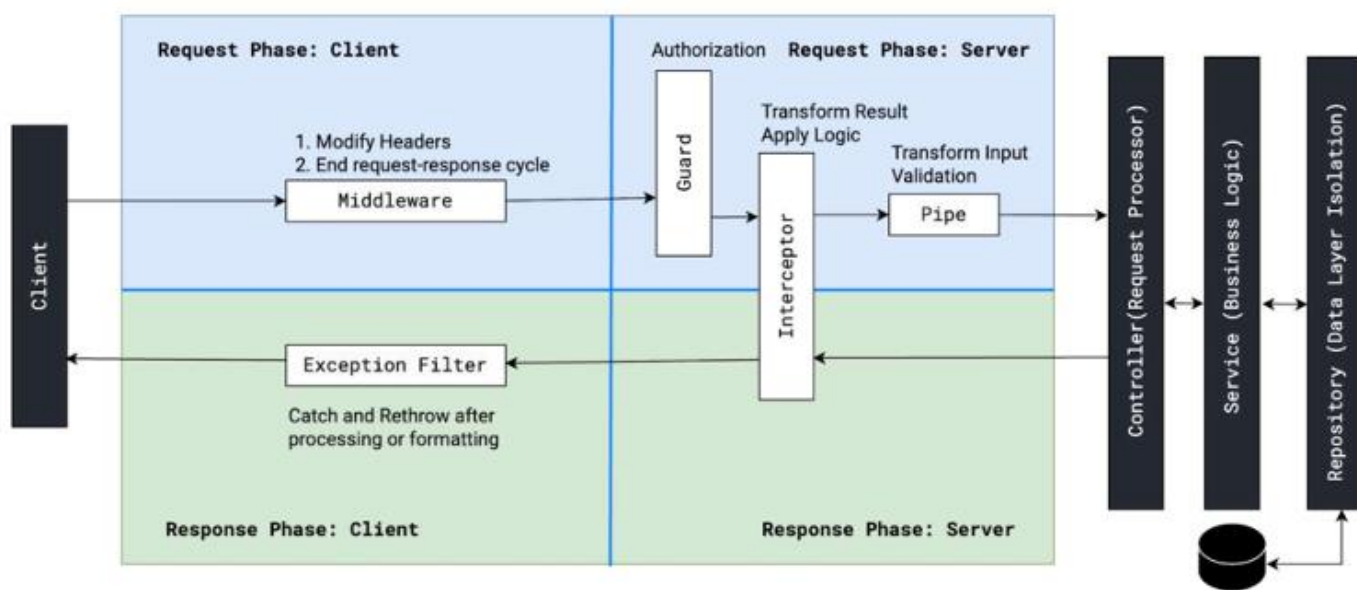 Request Phase: Client
Authorization
Request Phase: Server
1. Modify Headers
2. End request-response cycle
Middleware
Guard
Transform Result
Apply Logic
Interceptor
Transform Input
Validation
Pipe
Client
Controller(Request Processor)
Service (Business Logic)
Repository (Data Layer Isolation)
Exception Filter
Catch and Rethrow after
processing or formatting
Response Phase: Client
Response Phase: Server